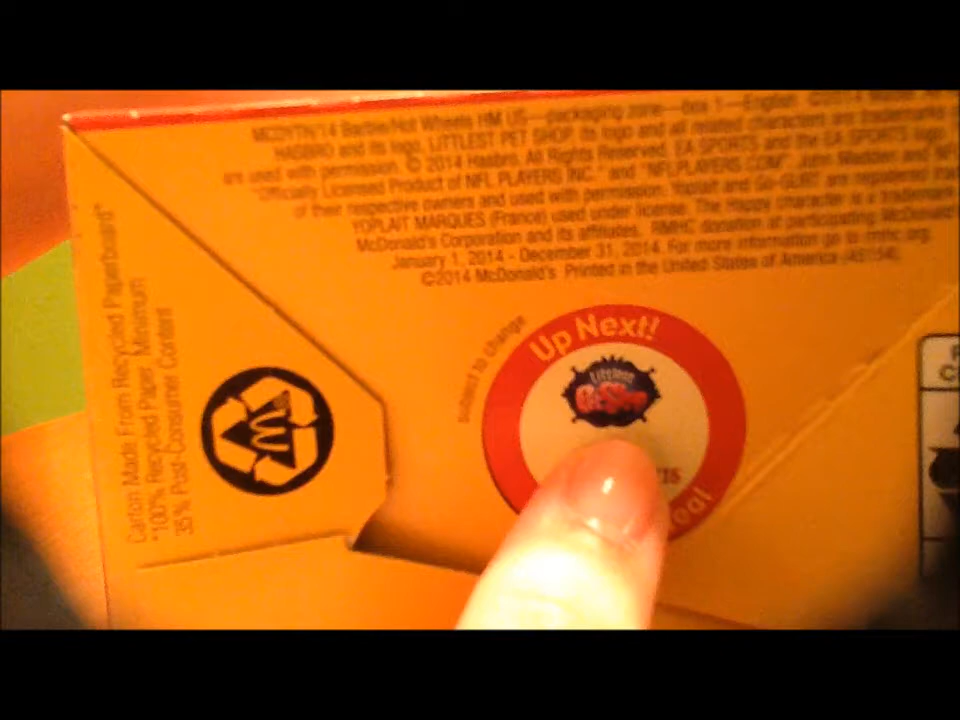 Barbie/Hot Wheels HM US—packaging zone—box 1—English ©2014
HASBRO and its logo, LITTLEST PET SHOP its logo and all related characters are trademarks
are used with permission. © 2014 Hasbro. All Rights Reserved. EA SPORTS and the EA SPORTS logo
Officially Licensed Product of NFL PLAYERS INC." and "NFLPLAYERS.COM". John Madden and
of their respective owners and used with permission. Yoplait and Go-GURT are registered
YOPLAIT MARQUES (France) used under license. The Happy character is a
McDonald's Corporation and its affiliates. RMHC donation at participating McDonald's
January 1, 2014 - December 31, 2014. For more information go to rmhc.org.
©2014 McDonald's Printed in the United States of America
Carton Made From Recycled Paperboard*
*100% Recycled Paper, Minimum
35% Post-Consumer Content
subject to change
Up Next!
Littlest